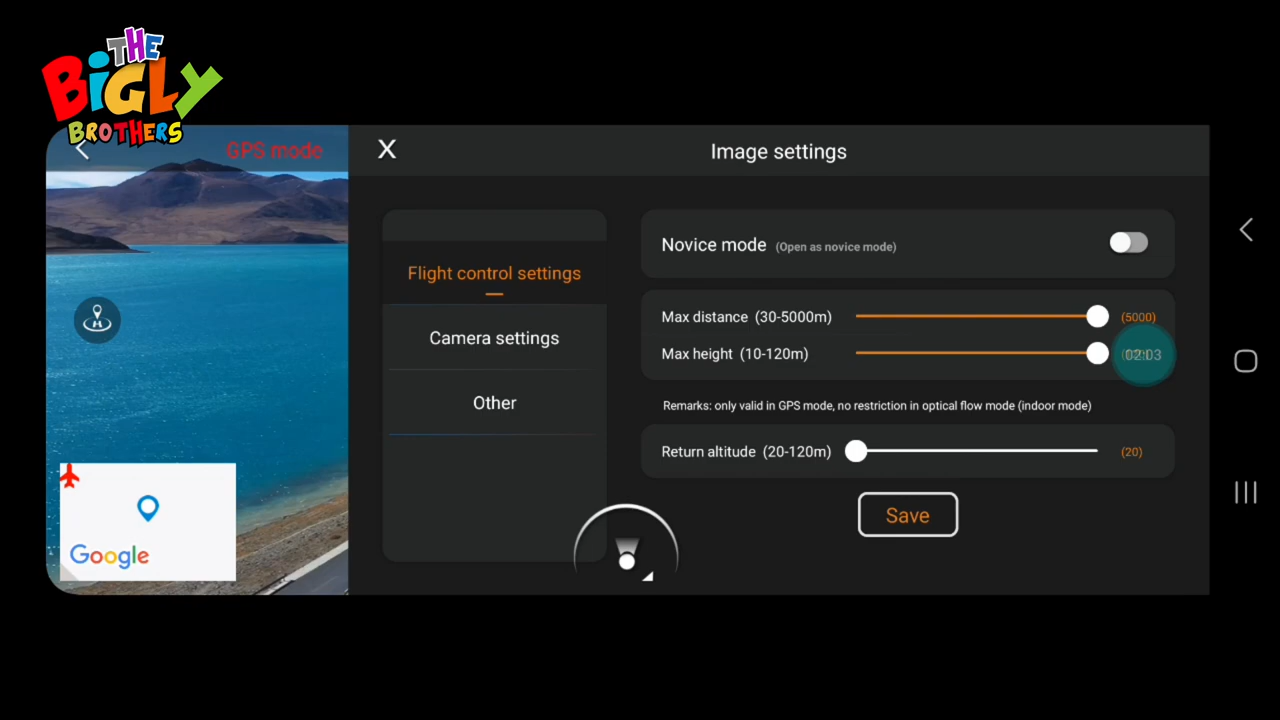 THE
BiGLY
BROTHERS
GPS mode
X
Image settings
Flight control settings
Camera settings
Other
Novice mode (Open as novice mode)
Max distance (30-5000m) (5000)
Max height (10-120m)
02:03
Remarks: only valid in GPS mode, no restriction in optical flow mode (indoor mode)
Return altitude (20-120m) (20)
Save
Google